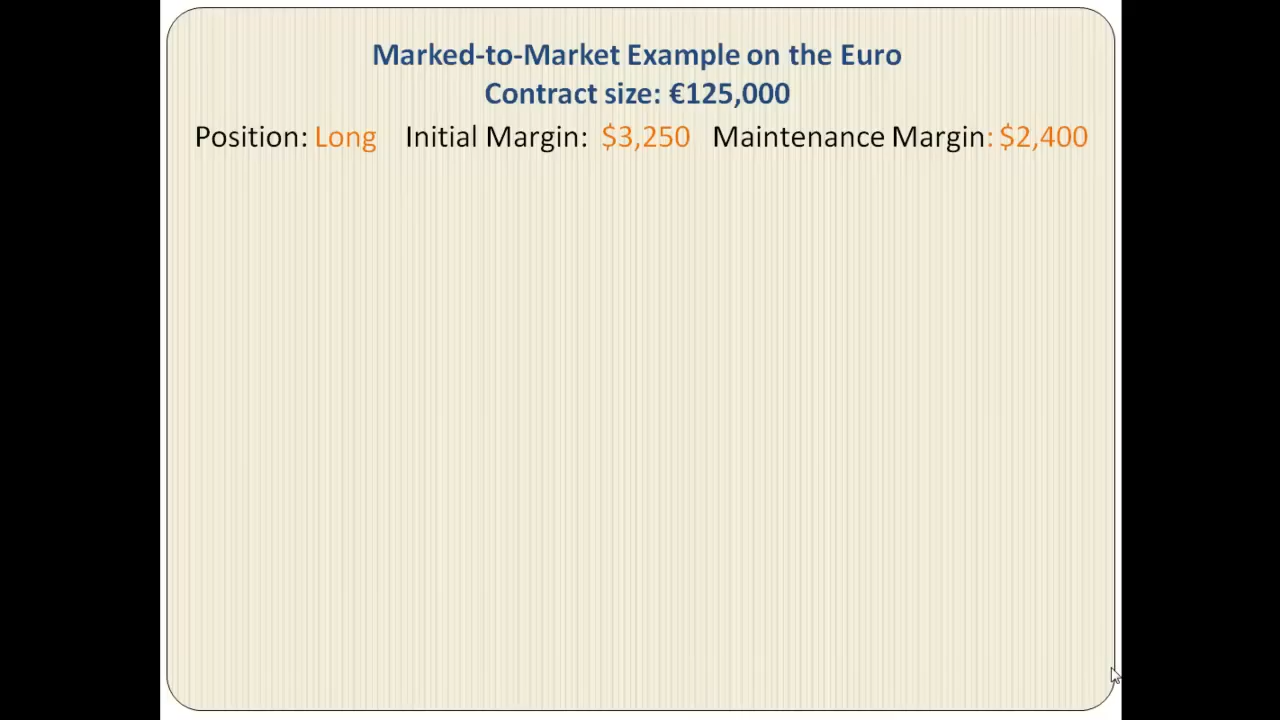 Marked-to-Market Example on the Euro
Contract size: €125,000
Position: Long Initial Margin: $3,250 Maintenance Margin: $2,400